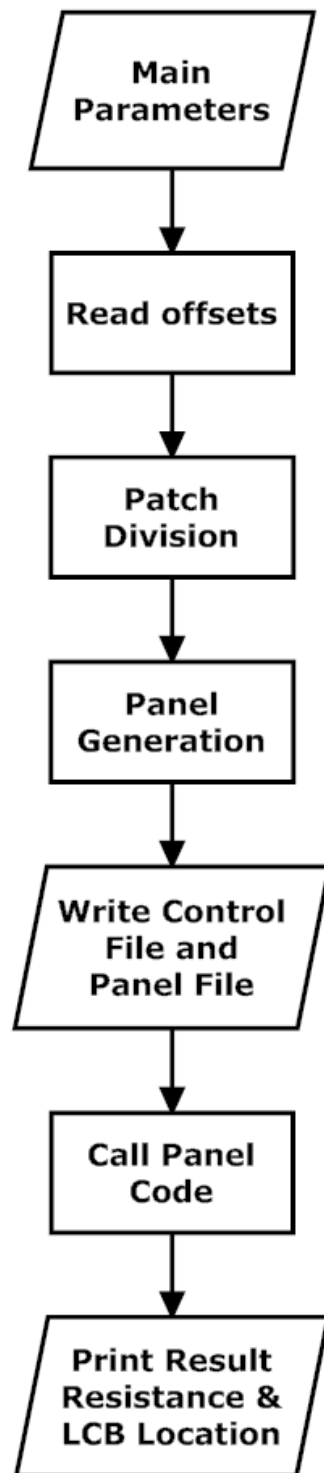 Main
Parameters
Read offsets
Patch
Division
Panel
Generation
Write Control
File and
Panel File
Call Panel
Code
Print Result
Resistance &
LCB Location